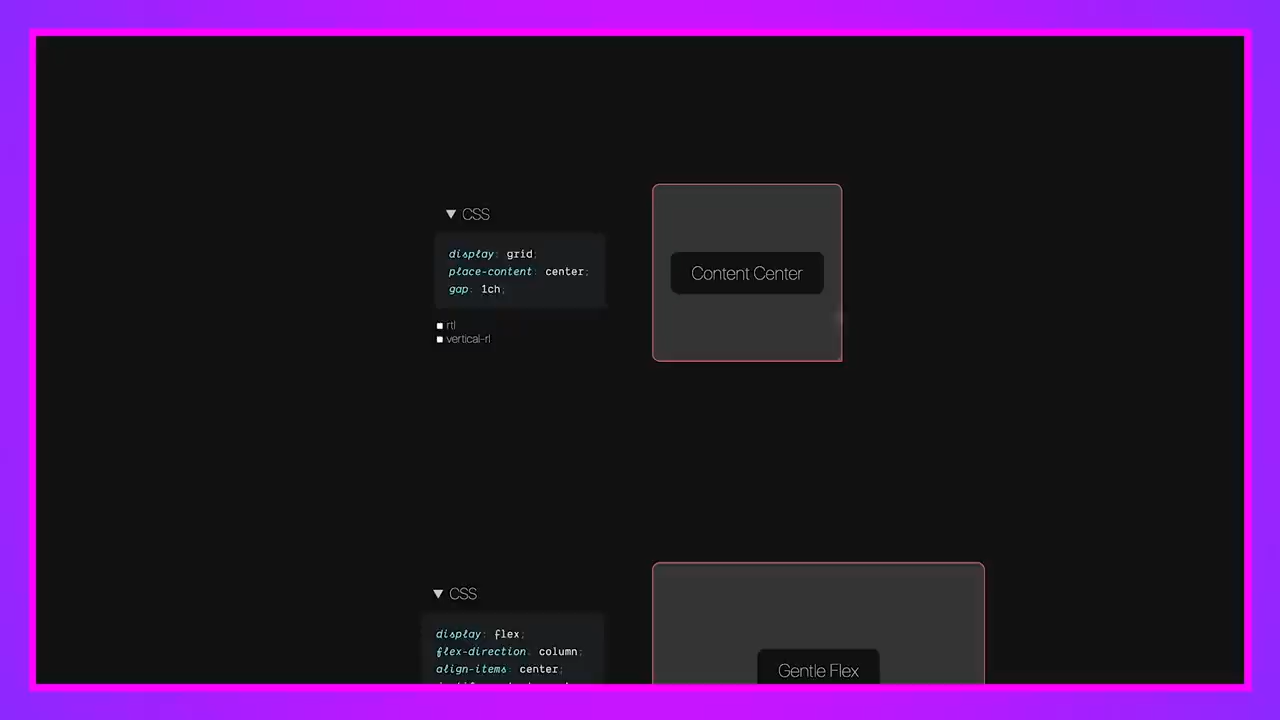 ▼ CSS
display: grid;
place-content: center;
gap: 1ch;
rtl
vertical-rl
Content Center
▼ CSS
display: flex;
flex-direction: column;
align-items: center;
Gentle Flex